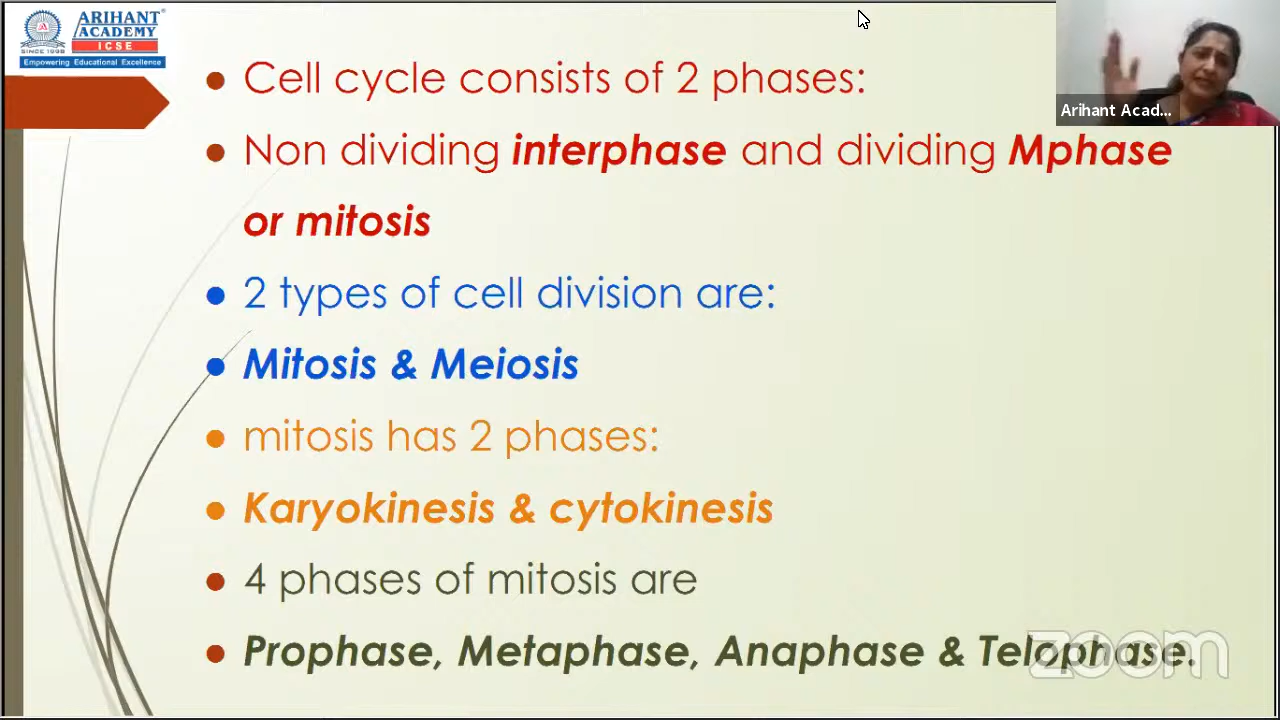 ARIHANT
ACADEMY
ICSE
SINCE 1998
Empowering Educational Excellence
Arihant Acad...
Cell cycle consists of 2 phases:
Non dividing interphase and dividing Mphase
or mitosis
2 types of cell division are:
Mitosis & Meiosis
mitosis has 2 phases:
Karyokinesis & cytokinesis
4 phases of mitosis are
Prophase, Metaphase, Anaphase & Telophase.
zoom